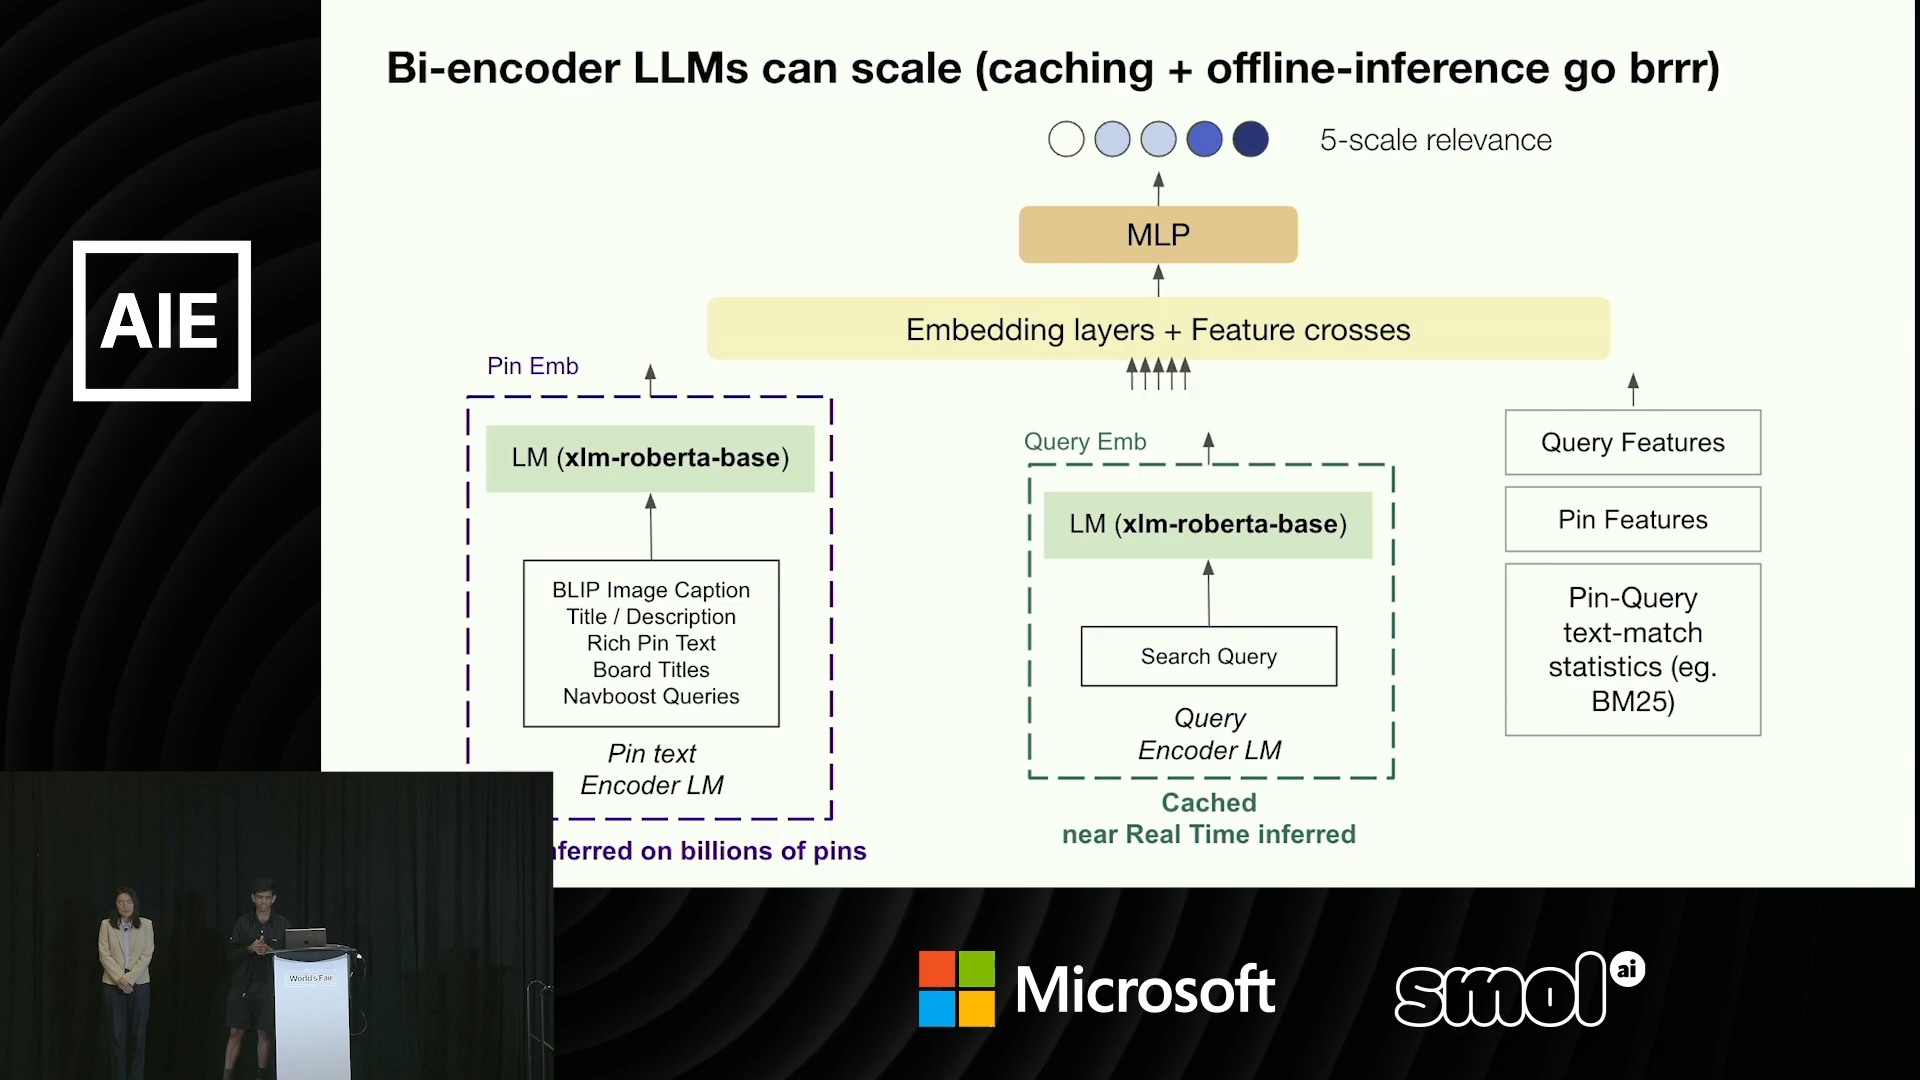 Bi-encoder LLMs can scale (caching + offline-inference go brrr)
5-scale relevance
MLP
Embedding layers + Feature crosses
Pin Emb
LM (xlm-roberta-base)
BLIP Image Caption
Title / Description
Rich Pin Text
Board Titles
Navboost Queries
Pin text
Encoder LM
nferred on billions of pins
Query Emb
LM (xlm-roberta-base)
Search Query
Query
Encoder LM
Cached
near Real Time inferred
Query Features
Pin Features
Pin-Query
text-match
statistics (eg.
BM25)
AIE
World's Fair
Microsoft
smol ai